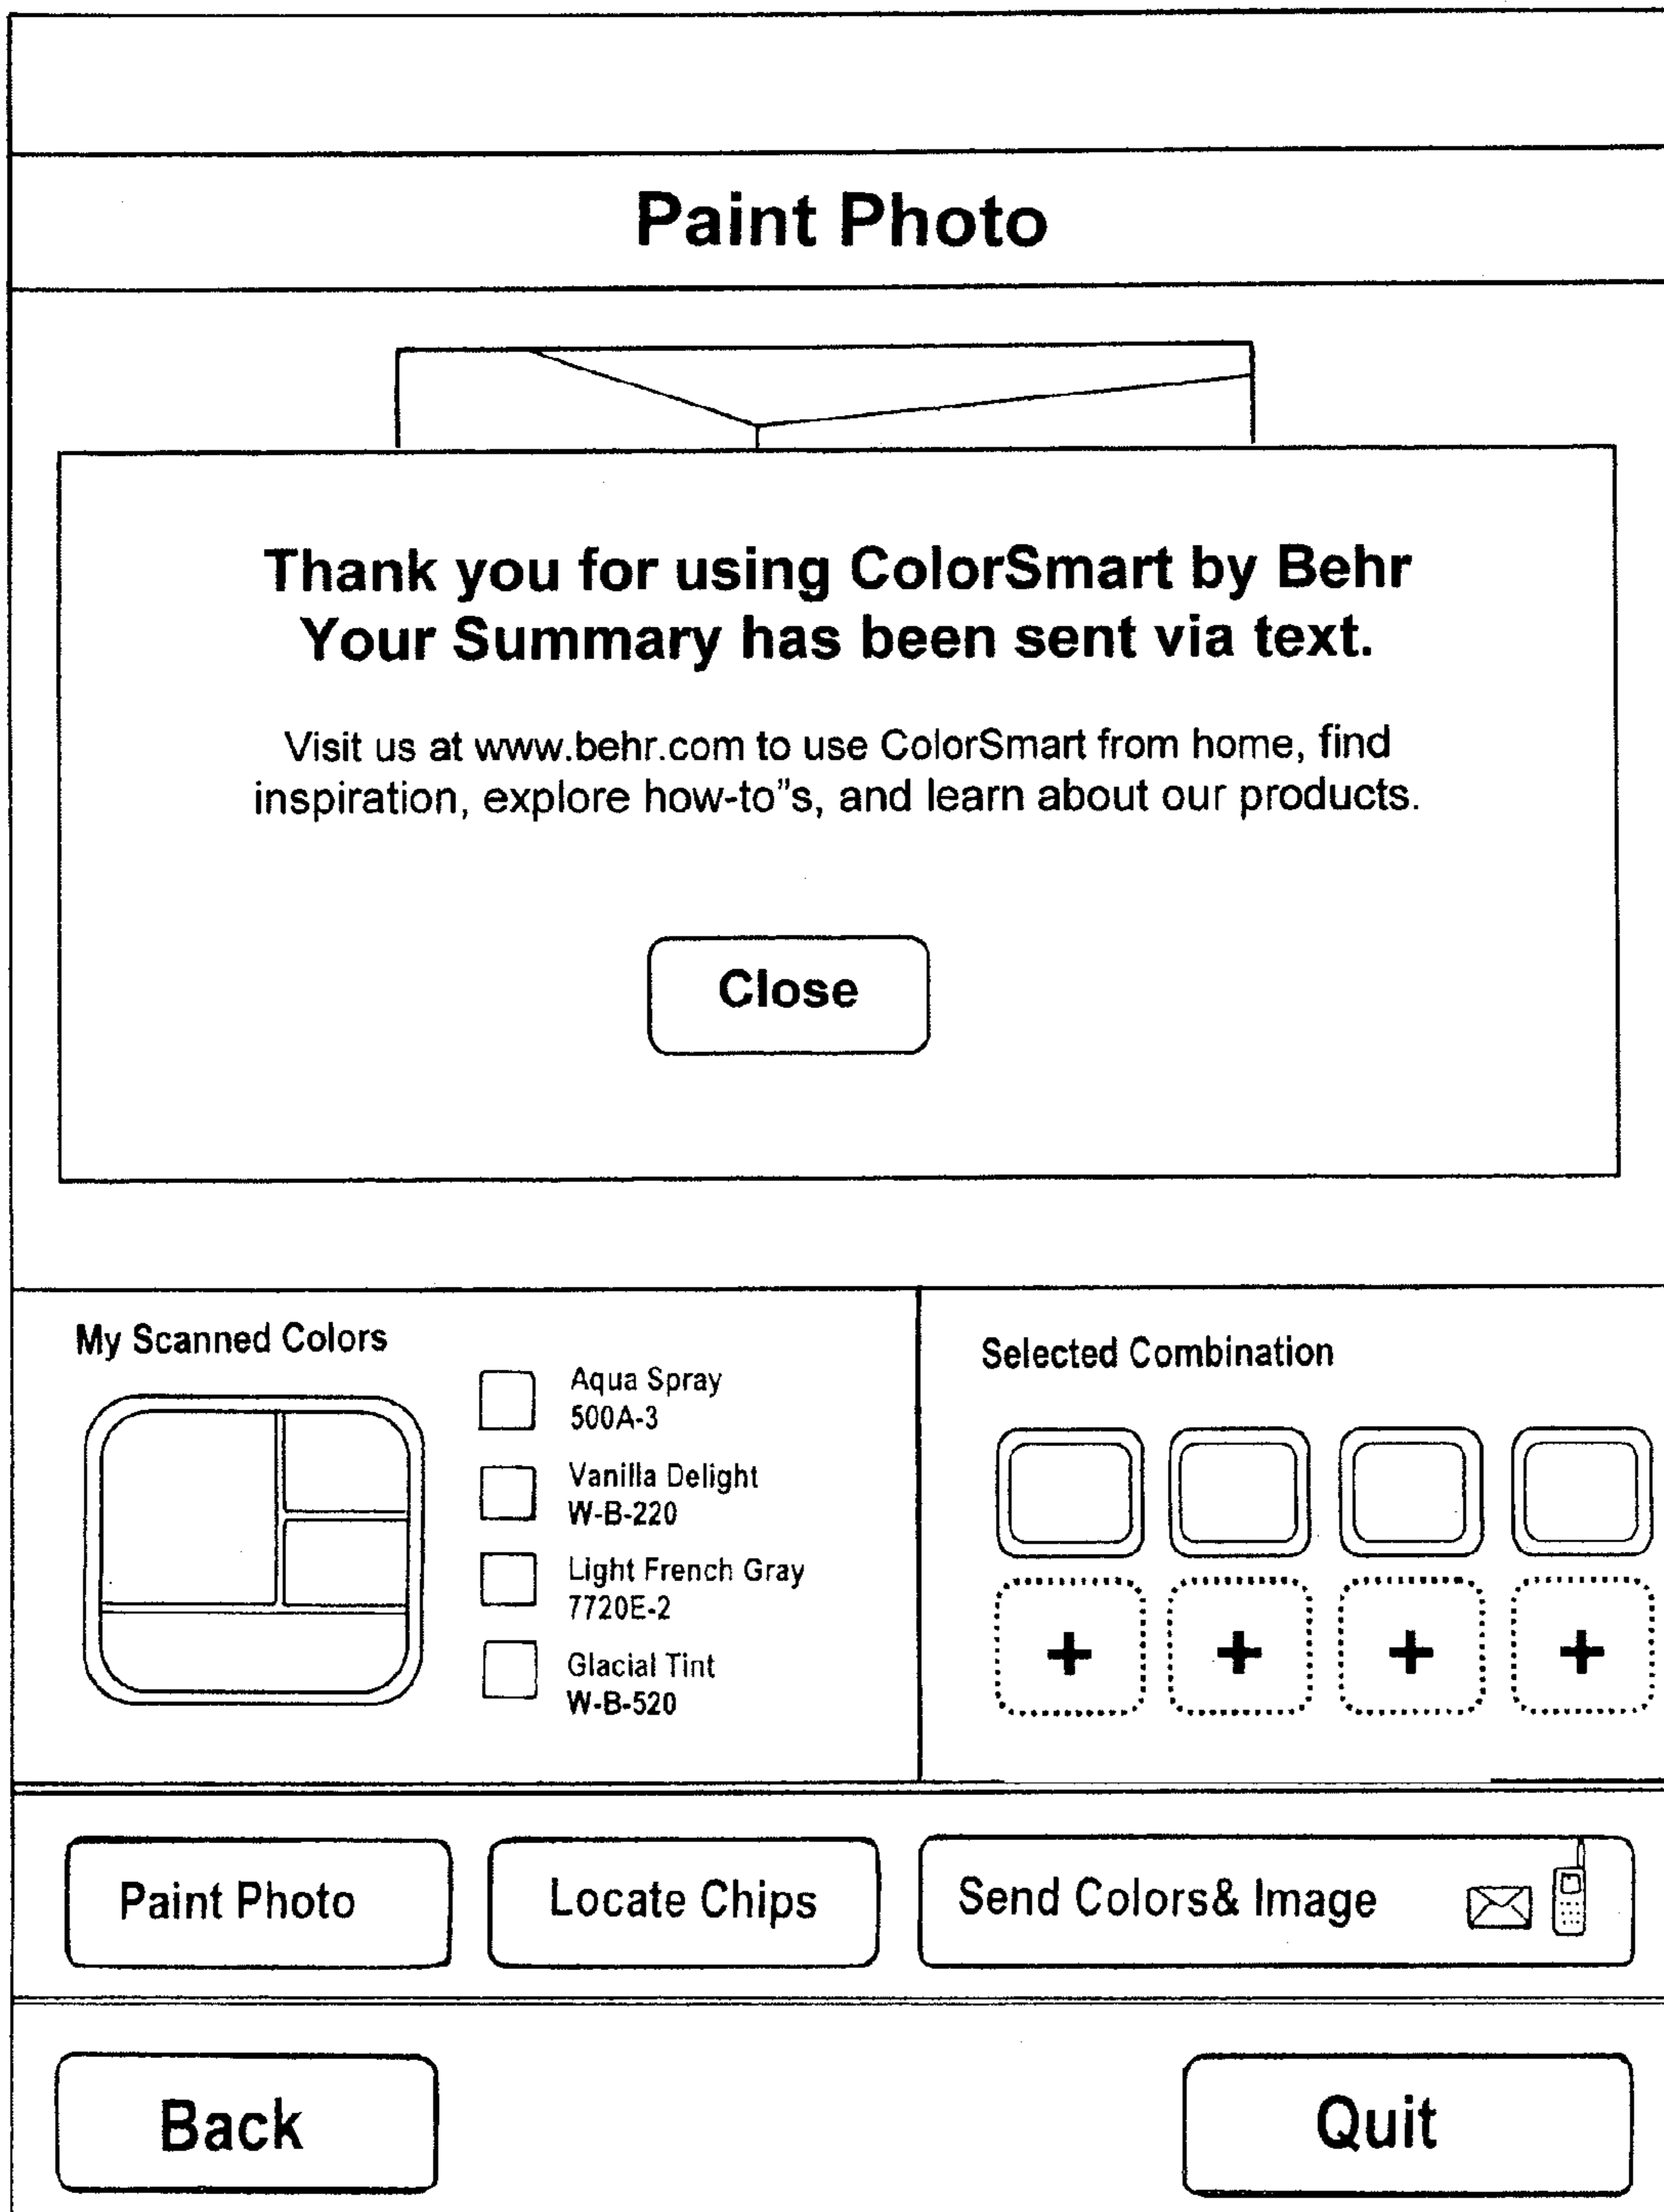 Paint Photo
Thank you for using ColorSmart by Behr
Your Summary has been sent via text.
Visit us at www.behr.com to use ColorSmart from home, find
inspiration, explore how-to"s, and learn about our products.
Close
My Scanned Colors
Aqua Spray
500A-3
Vanilla Delight
W-B-220
Light French Gray
7720E-2
Glacial Tint
W-B-520
Selected Combination
+ + + +
Paint Photo
Locate Chips
Send Colors& Image
Back
Quit